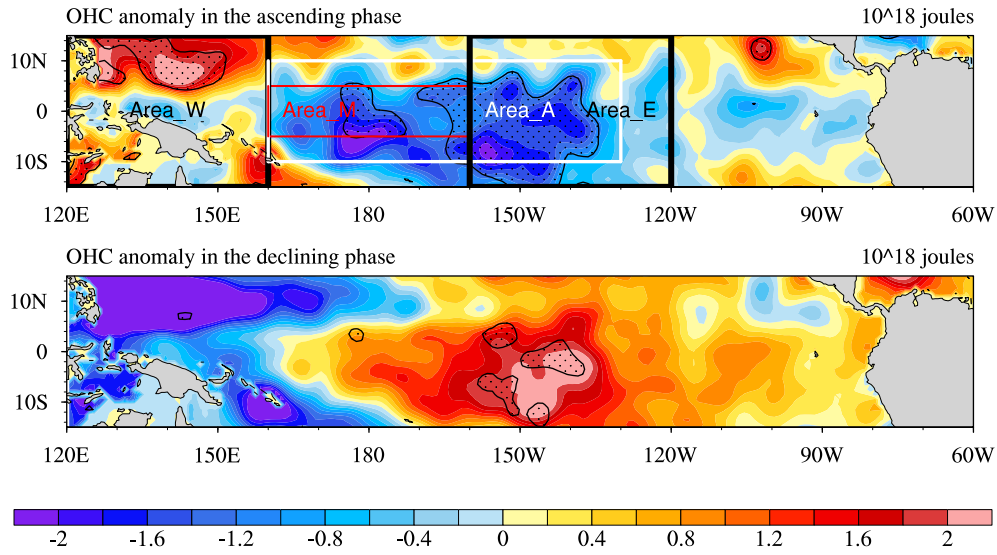 OHC anomaly in the ascending phase 10^18 joules
10N
0
10S
Area_W Area_M Area_A Area_E
120E 150E 180 150W 120W 90W 60W
OHC anomaly in the declining phase 10^18 joules
10N
0
10S
120E 150E 180 150W 120W 90W 60W
-2 -1.6 -1.2 -0.8 -0.4 0 0.4 0.8 1.2 1.6 2